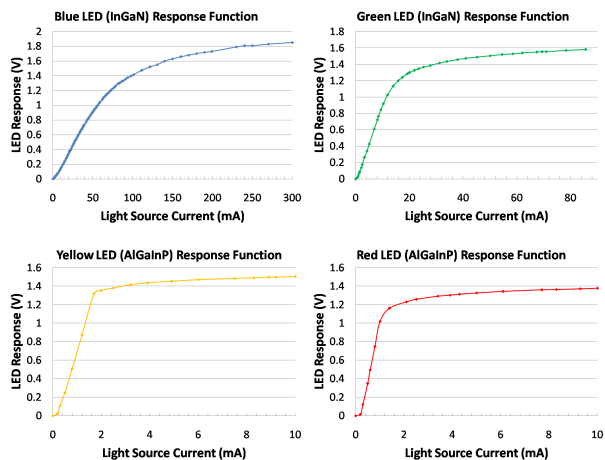 Blue LED (InGaN) Response Function
LED Response (V)
2
1.8
1.6
1.4
1.2
1
0.8
0.6
0.4
0.2
0
0 50 100 150 200 250 300
Light Source Current (mA)
Green LED (InGaN) Response Function
LED Response (V)
1.8
1.6
1.4
1.2
1
0.8
0.6
0.4
0.2
0
0 20 40 60 80
Light Source Current (mA)
Yellow LED (AlGaInP) Response Function
LED Response (V)
1.6
1.4
1.2
1
0.8
0.6
0.4
0.2
0
0 2 4 6 8 10
Light Source Current (mA)
Red LED (AlGaInP) Response Function
LED Response (V)
1.6
1.4
1.2
1
0.8
0.6
0.4
0.2
0
0 2 4 6 8 10
Light Source Current (mA)